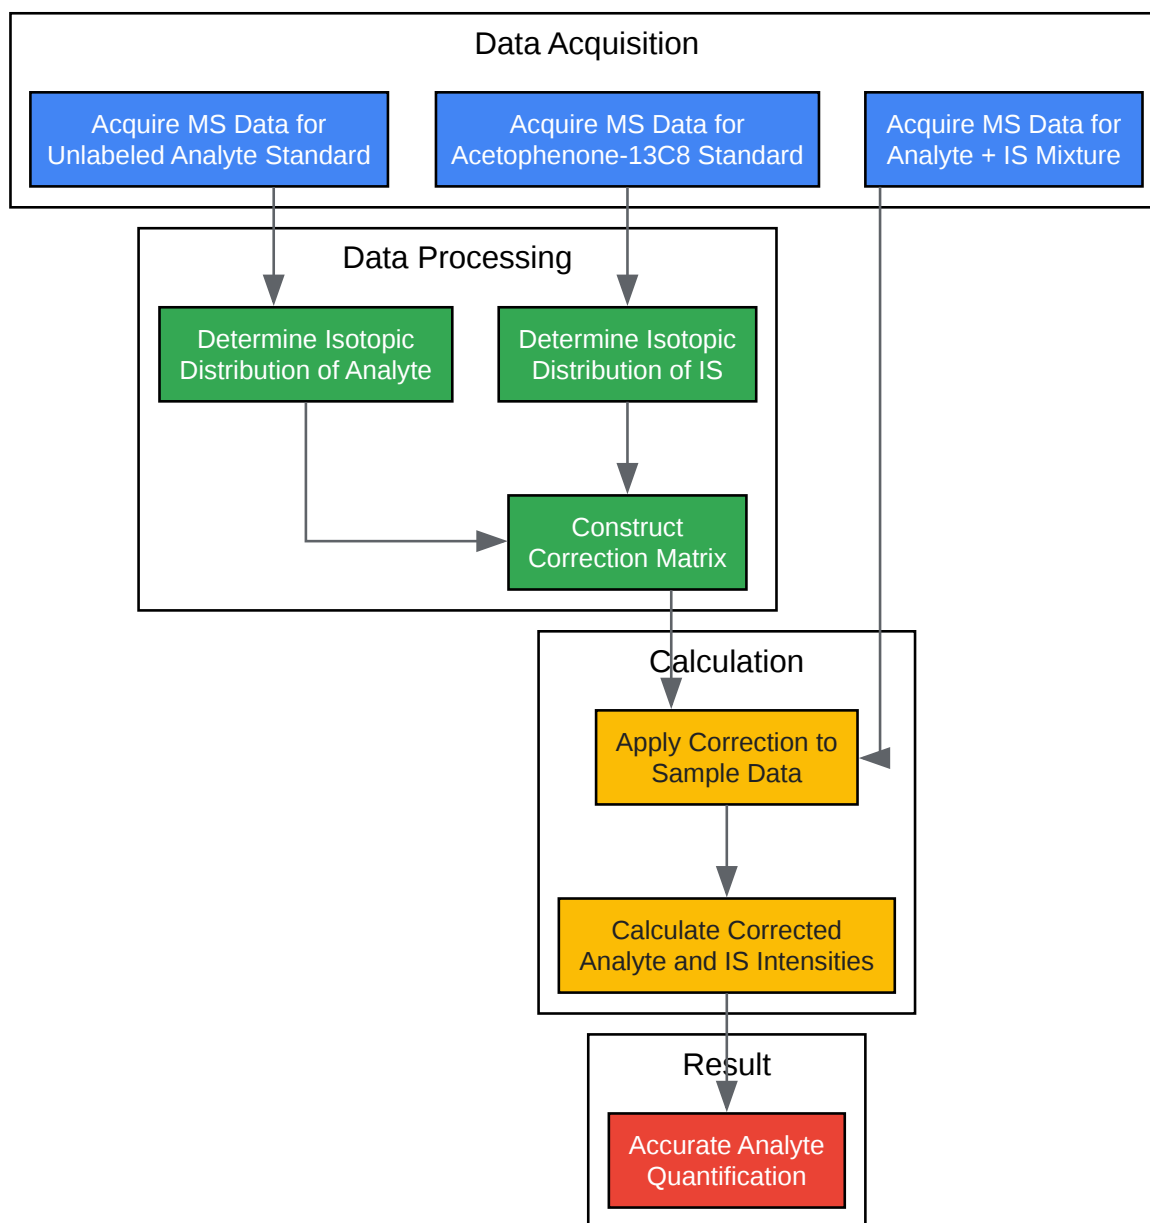 Data Acquisition
Acquire MS Data for
Unlabeled Analyte Standard
Acquire MS Data for
Acetophenone-13C8 Standard
Acquire MS Data for
Analyte + IS Mixture
Data Processing
Determine Isotopic
Distribution of Analyte
Determine Isotopic
Distribution of IS
Construct
Correction Matrix
Calculation
Apply Correction to
Sample Data
Calculate Corrected
Analyte and IS Intensities
Result
Accurate Analyte
Quantification